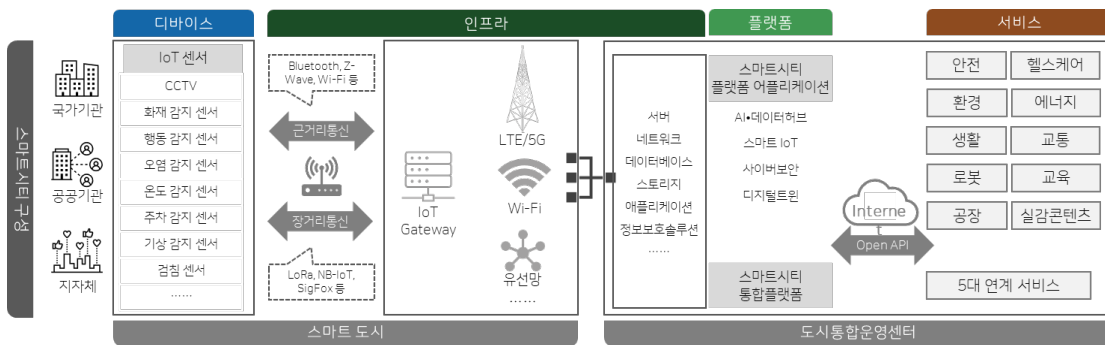 스마트시티 구성
국가기관
공공기관
지자체
디바이스
IoT 센서
CCTV
화재 감지 센서
행동 감지 센서
오염 감지 센서
온도 감지 센서
주차 감지 센서
기상 감지 센서
검침 센서
……
인프라
Bluetooth, Z-
Wave, Wi-Fi 등
근거리통신
장거리통신
LoRa, NB-IoT,
SigFox 등
IoT
Gateway
LTE/5G
Wi-Fi
유선망
……
스마트 도시
서버
네트워크
데이터베이스
스토리지
애플리케이션
정보보호솔루션
……
플랫폼
스마트시티
플랫폼 어플리케이션
AI•데이터허브
스마트 IoT
사이버보안
디지털트윈
스마트시티
통합플랫폼
Interne
t
Open API
서비스
안전
헬스케어
환경
에너지
생활
교통
로봇
교육
공장
실감콘텐츠
5대 연계 서비스
도시통합운영센터